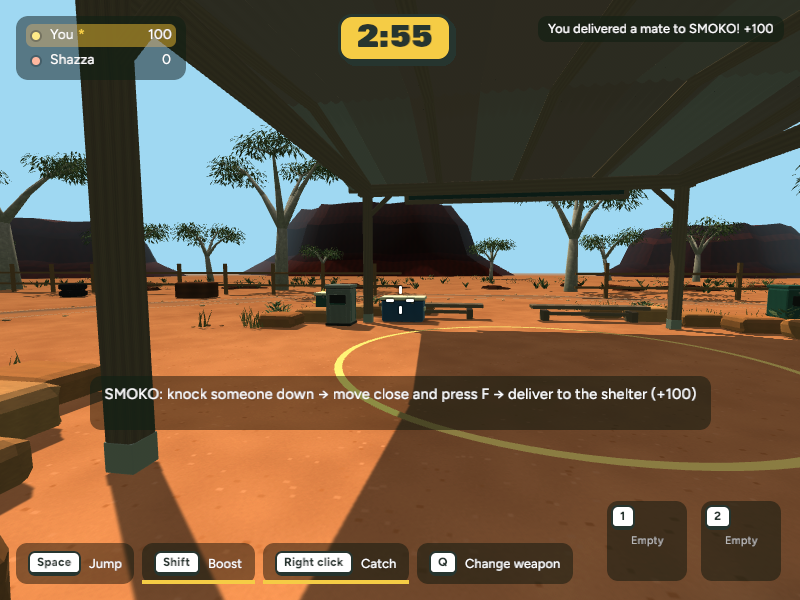 You * 100
Shazza 0
2:55
You delivered a mate to SMOKO! +100
SMOKO: knock someone down → move close and press F → deliver to the shelter (+100)
Space Jump
Shift Boost
Right click Catch
Q Change weapon
1 Empty
2 Empty